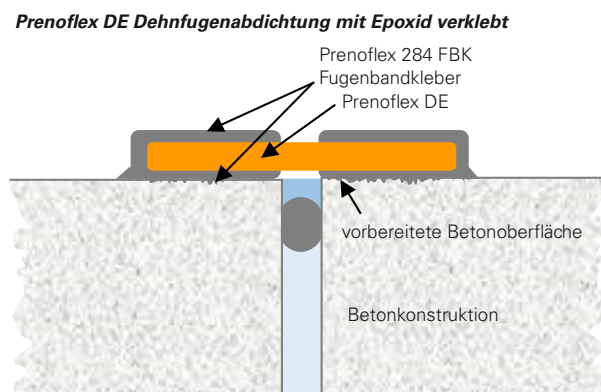 Prenoflex DE Dehnfugenabdichtung mit Epoxid verklebt
Prenoflex 284 FBK
Fugenbandkleber
Prenoflex DE
vorbereitete Betonoberfläche
Betonkonstruktion